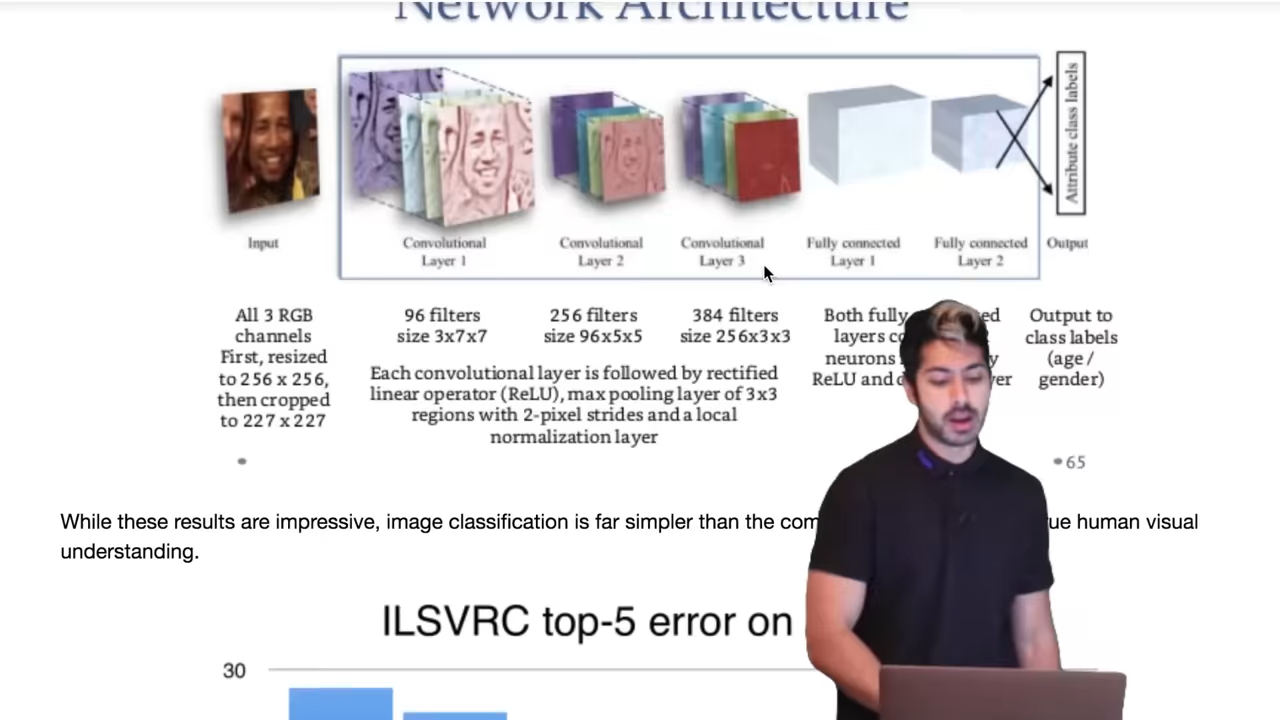 Network Architecture
Input
Convolutional
Layer 1
Convolutional
Layer 2
Convolutional
Layer 3
Fully connected
Layer 1
Fully connected
Layer 2
Output
Attribute class labels
All 3 RGB
channels
First, resized
to 256 x 256,
then cropped
to 227 x 227
96 filters
size 3x7x7
256 filters
size 96x5x5
384 filters
size 256x3x3
Each convolutional layer is followed by rectified
linear operator (ReLU), max pooling layer of 3x3
regions with 2-pixel strides and a local
normalization layer
Both fully
layers
neurons
ReLU and
Output to
class labels
(age /
gender)
65
While these results are impressive, image classification is far simpler than the human visual
understanding.
ILSVRC top-5 error on
30